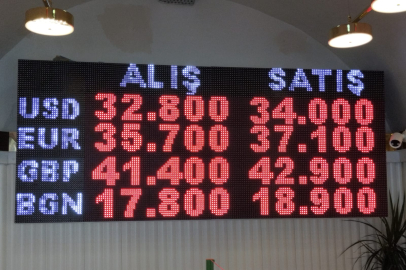 ALIŞ SATIŞ
USD 32.800 34.000
EUR 35.700 37.100
GBP 41.400 42.900
BGN 17.800 18.900